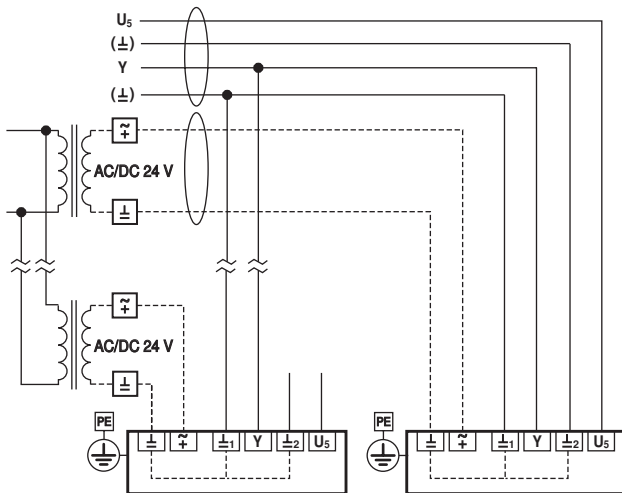 U5
(⊥)
Y
(⊥)
~
+
AC/DC 24 V
⊥
~
+
AC/DC 24 V
⊥
PE
⊥ ~
+ ⊥1 Y ⊥2 U5
PE
⊥ ~
+ ⊥1 Y ⊥2 U5